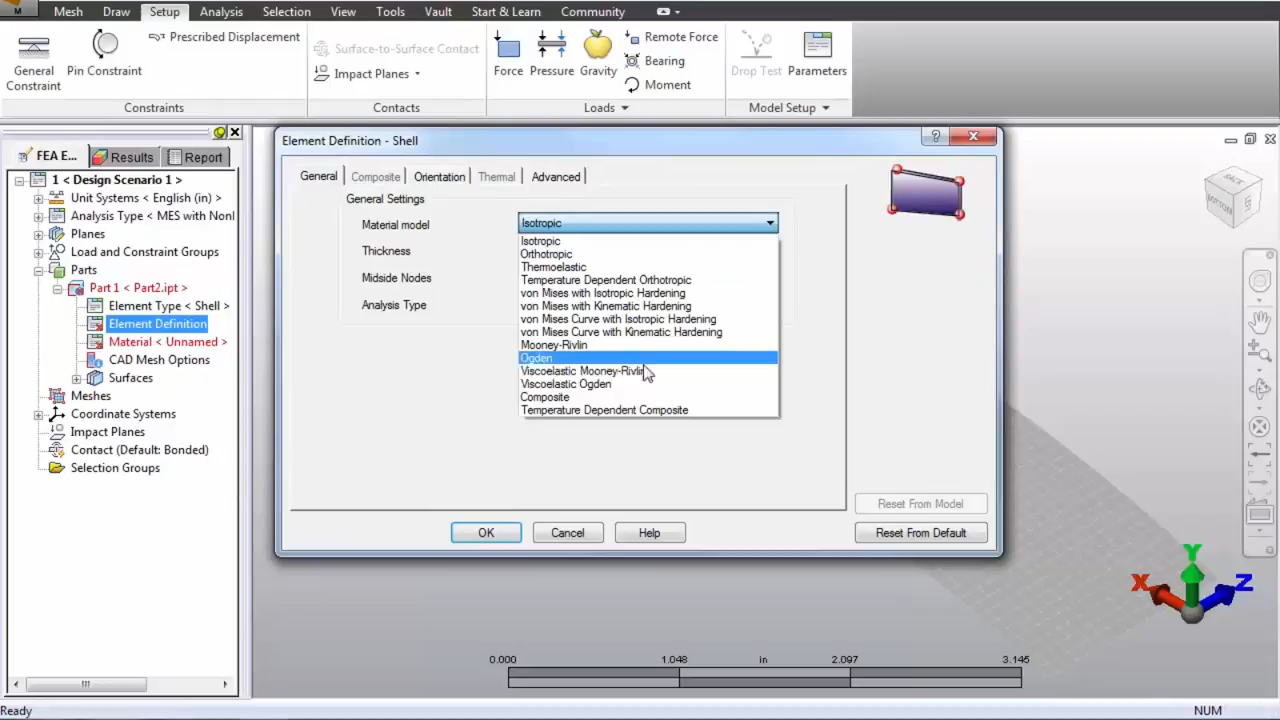 M
Mesh Draw Setup Analysis Selection View Tools Vault Start & Learn Community
General Constraint
Pin Constraint
Prescribed Displacement
Constraints
Surface-to-Surface Contact
Impact Planes
Contacts
Force
Pressure
Gravity
Remote Force
Bearing
Moment
Loads
Drop Test
Parameters
Model Setup
FEA E... Results Report
1 < Design Scenario 1 >
Unit Systems < English (in) >
Analysis Type < MES with Nonl
Planes
Load and Constraint Groups
Parts
Part 1 < Part2.ipt >
Element Type < Shell >
Element Definition
Material < Unnamed >
CAD Mesh Options
Surfaces
Meshes
Coordinate Systems
Impact Planes
Contact (Default: Bonded)
Selection Groups
Element Definition - Shell
?
General Composite Orientation Thermal Advanced
General Settings
Material model
Isotropic
Thickness
Midside Nodes
Analysis Type
Isotropic
Orthotropic
Thermoelastic
Temperature Dependent Orthotropic
von Mises with Isotropic Hardening
von Mises with Kinematic Hardening
von Mises Curve with Isotropic Hardening
von Mises Curve with Kinematic Hardening
Mooney-Rivlin
Ogden
Viscoelastic Mooney-Rivlin
Viscoelastic Ogden
Composite
Temperature Dependent Composite
Reset From Model
OK Cancel Help Reset From Default
BACK
BOTTOM
X Y Z
0.000 1.048 in 2.097 3.145
Ready NUM